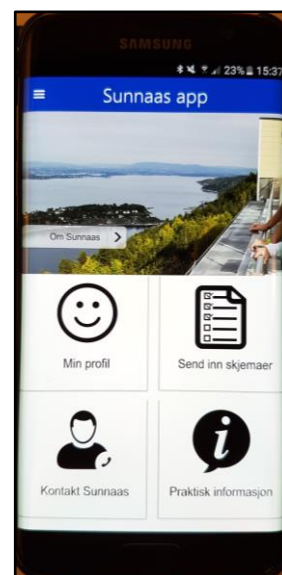 SAMSUNG
23% 15:37
Sunnaas app
Om Sunnaas
Min profil
Send inn skjemaer
Kontakt Sunnaas
Praktisk informasjon